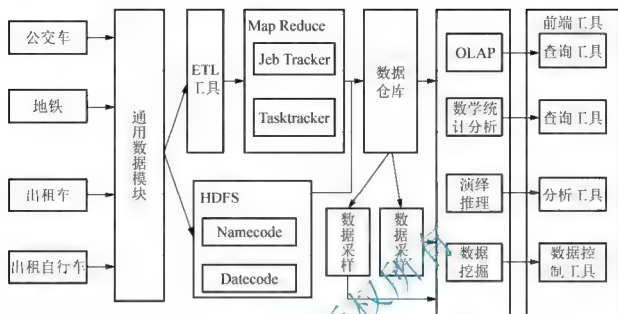 公交车
地铁
出租车
出租自行车
通用数据模块
ETL
工具
Map Reduce
Jeb Tracker
Tasktracker
HDFS
Namecode
Datecode
数据
仓库
数据采样
数据采样
OLAP
数学统
计分析
演绎
推理
数据
挖掘
前端工具
查询工具
查询工具
分析工具
数据控
制工具